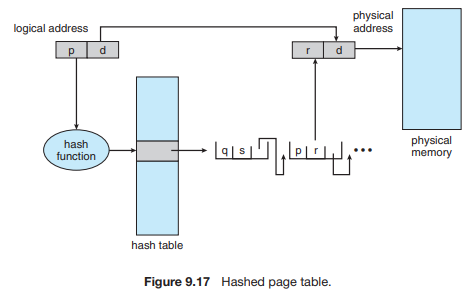 logical address
physical
address
p d
r d
hash
function
q s
p r
•••
physical
memory
hash table
Figure 9.17 Hashed page table.